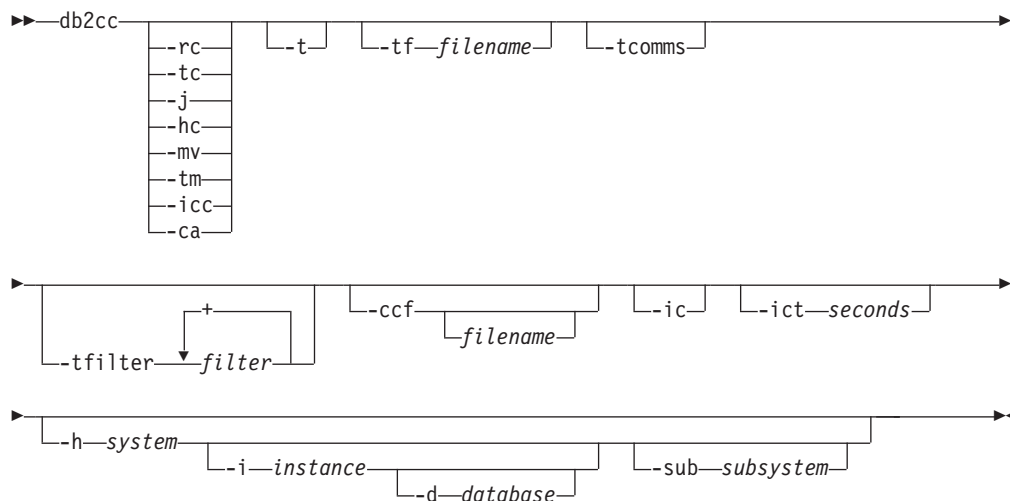 db2cc
-rc
-tc
-j
-hc
-mv
-tm
-icc
-ca
-t
-tf filename
-tcomms
-tfilter filter
+
-ccf
filename
-ic
-ict seconds
-h system
-i instance
-d database
-sub subsystem